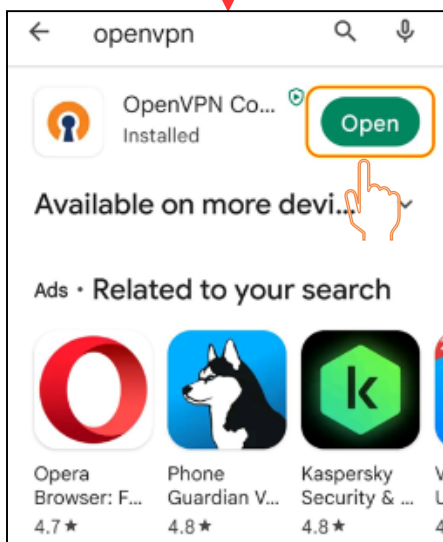 openvpn
OpenVPN Co...
Installed
Open
Available on more devi...
Ads · Related to your search
k
Opera
Browser: F...
4.7★
Phone
Guardian V...
4.8★
Kaspersky
Security & ...
4.8★
V
U
4